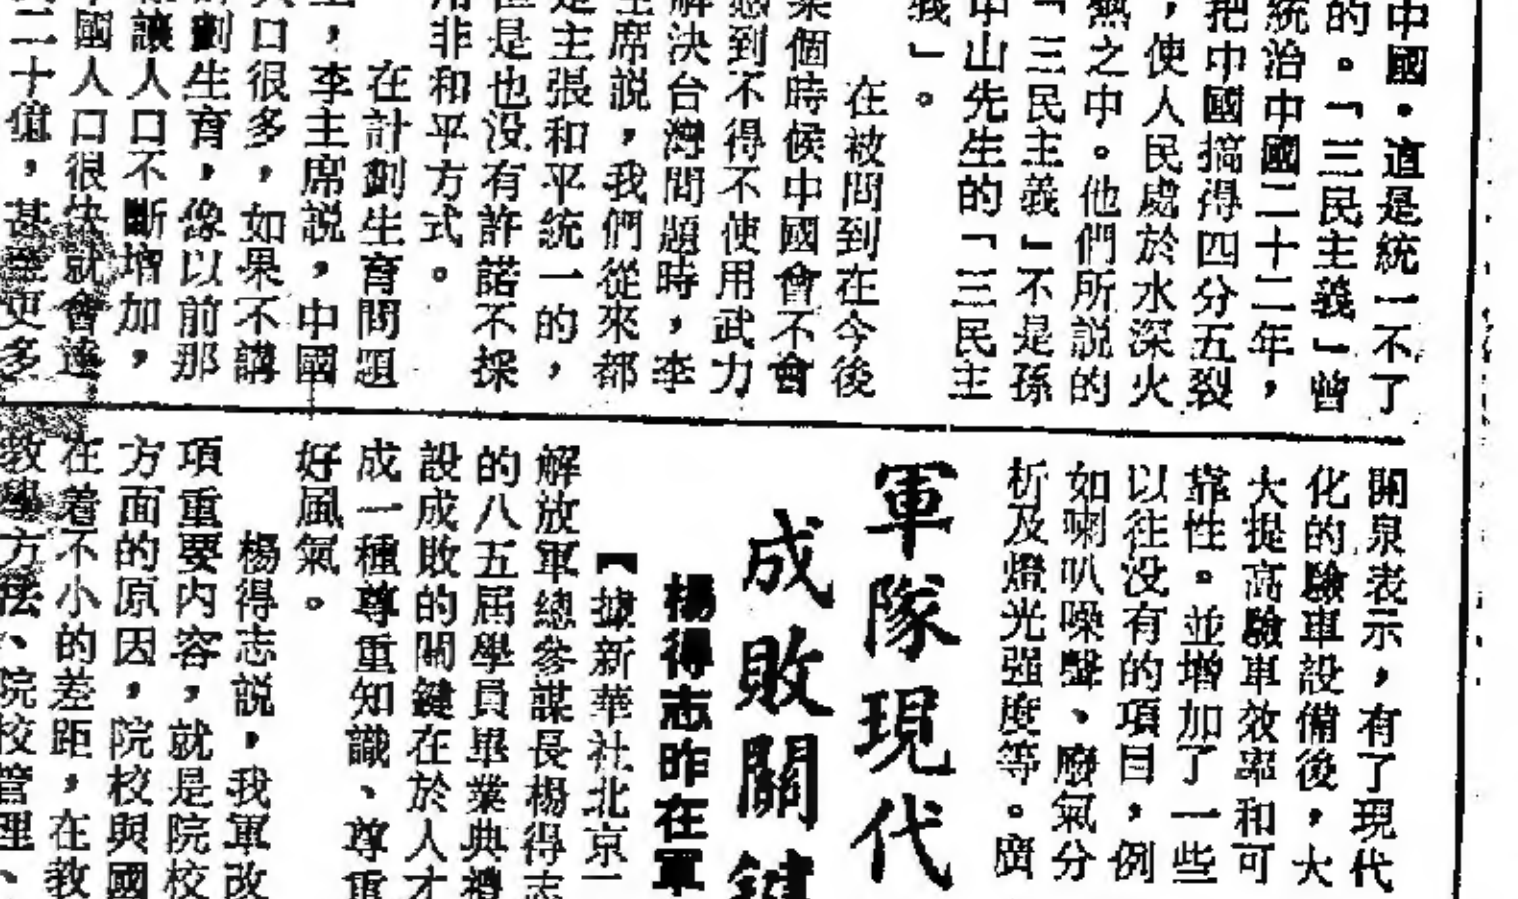 中國。這是統一不了
的。「三民主義」曾
統治中國二十二年，
把中國搞得四分五裂
，使人民處於水深火
熱之中。他們所説的
「三民主義」不是孫
中山先生的「三民主
義」。
在被問到在今後
某個時候中國會不會
感到不得不使用武力
解決台灣問題時，李
主席説，我們從來都
是主張和平統一的，
但是也没有許諾不採
用非和平方式。
在計劃生育問題
上，李主席説，中國
人口很多，如果不講
計劃生育，像以前那
樣讓人口不斷增加，
中國人口很快就會達
到二十億，甚至更多
開泉表示，有了現代
化的驗車設備後，大
大提高驗車效率和可
靠性。並增加了一些
以往没有的項目，例
如喇叭噪聲、廢氣分
析及燈光强度等。廣
軍隊現代
成敗關鍵
楊得志昨在軍
【據新華社北京一
解放軍總參謀長楊得志
的八五届學員畢業典禮
設成敗的關鍵在於人才
成一種尊重知識、尊重
好風氣。
楊得志説，我軍改
項重要内容，就是院校
方面的原因，院校與國
在着不小的差距，在教
教學方法、院校管理、